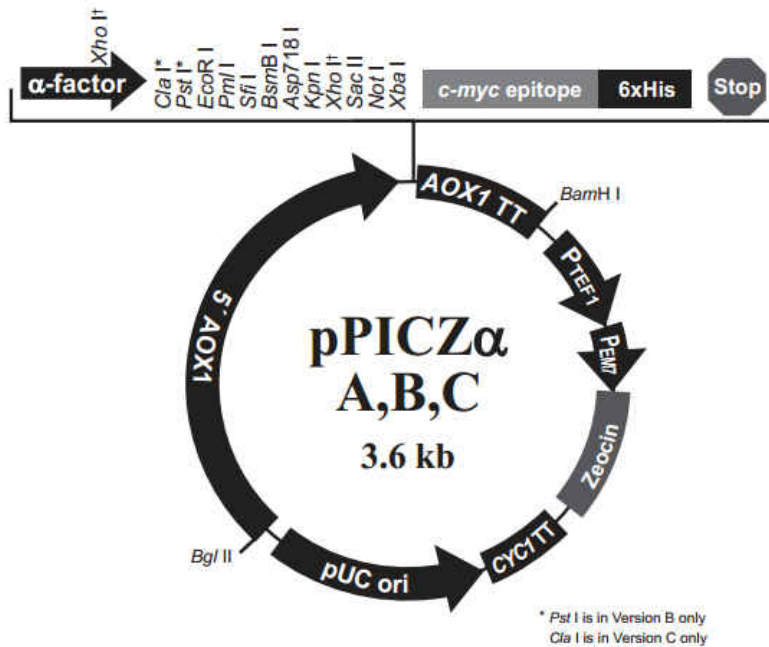 Xho I†
α-factor
Cla I*
Pst I*
EcoR I
Pml I
Sfi I
BsmB I
Asp718 I
Kpn I
Xho I†
Sac II
Not I
Xba I
c-myc epitope
6xHis
Stop
AOX1 TT
BamH I
PTEF1
PEM7
Zeocin
CYC1 TT
pUC ori
Bgl II
5´ AOX1
pPICZα
A,B,C
3.6 kb
* Pst I is in Version B only
Cla I is in Version C only